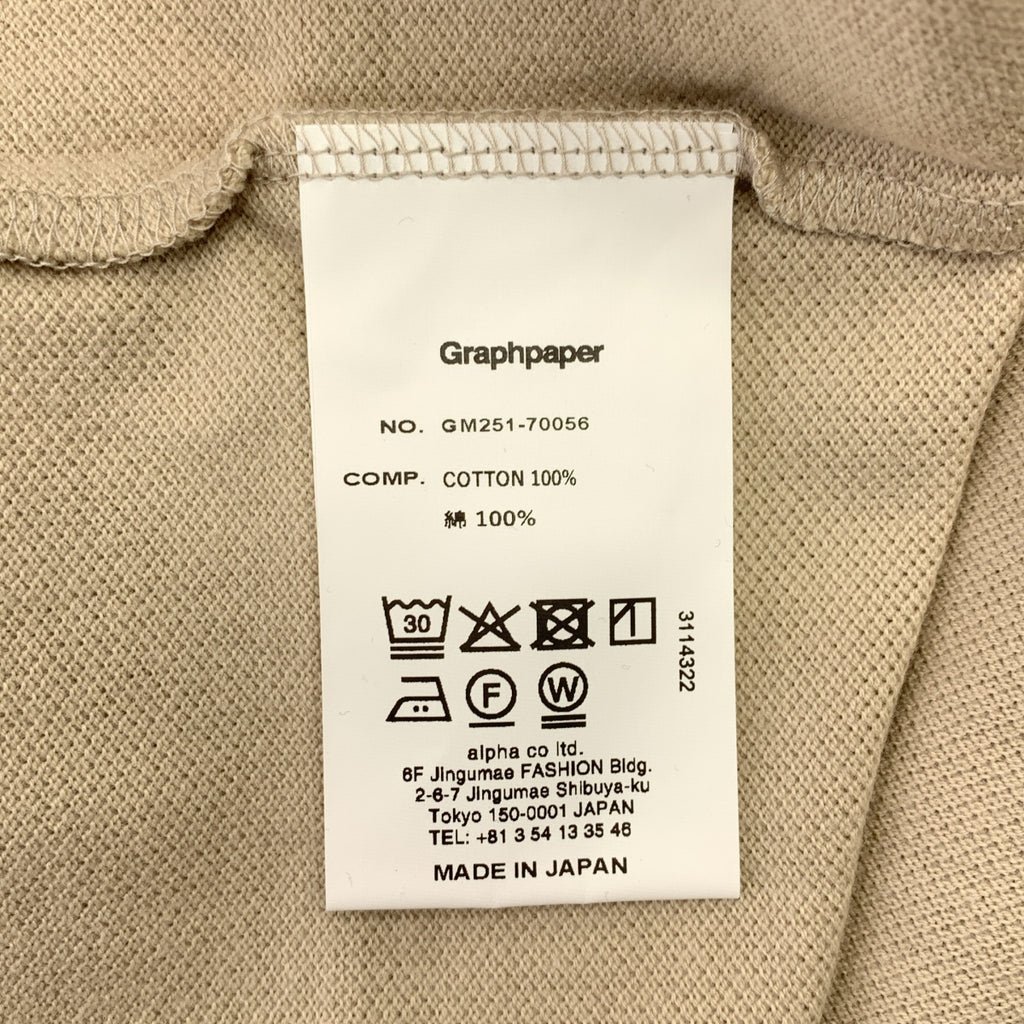 Graphpaper
NO. GM251-70056
COMP. COTTON 100%
綿 100%
30
3114322
F W
alpha co ltd.
6F Jingumae FASHION Bldg.
2-6-7 Jingumae Shibuya-ku
Tokyo 150-0001 JAPAN
TEL: +81 3 54 13 35 46
MADE IN JAPAN